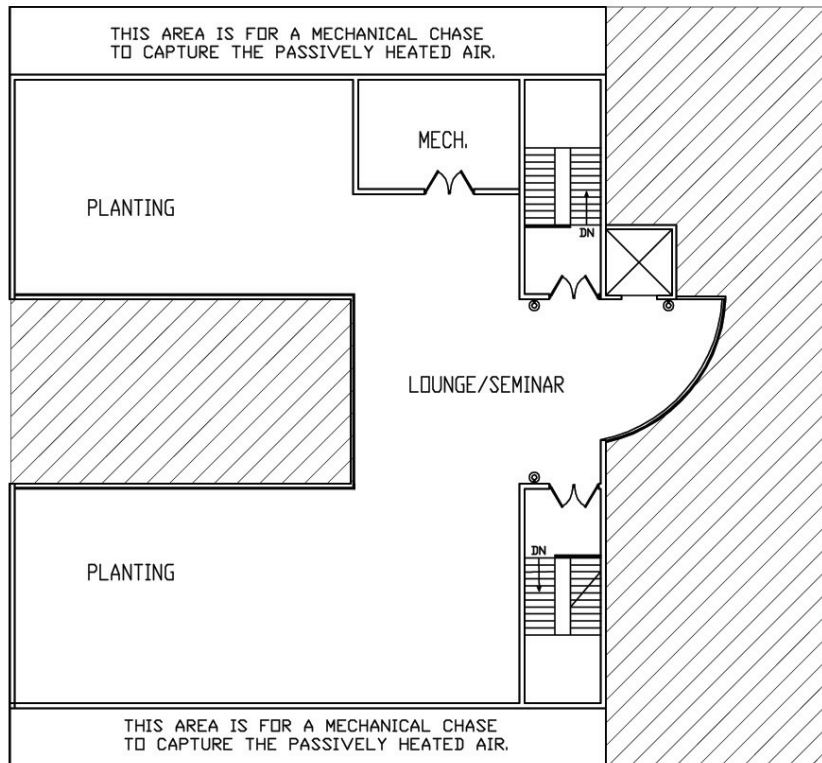 THIS AREA IS FOR A MECHANICAL CHASE
TO CAPTURE THE PASSIVELY HEATED AIR.
MECH.
PLANTING
DN
LOUNGE/SEMINAR
DN
PLANTING
THIS AREA IS FOR A MECHANICAL CHASE
TO CAPTURE THE PASSIVELY HEATED AIR.